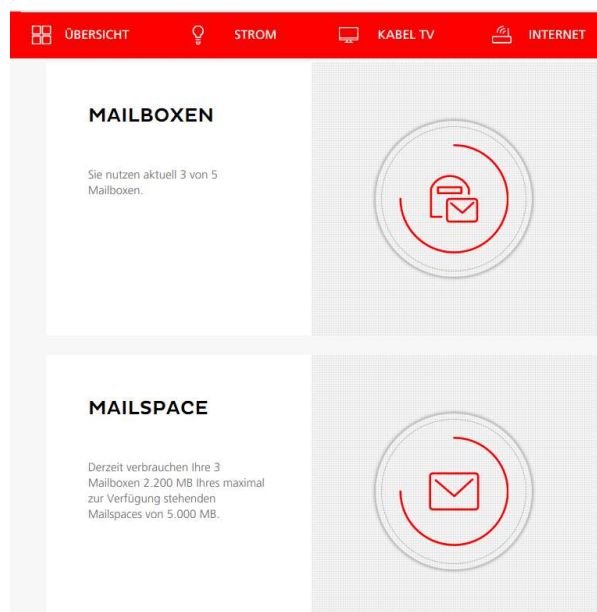 ÜBERSICHT STROM KABEL TV INTERNET
MAILBOXEN
Sie nutzen aktuell 3 von 5
Mailboxen.
MAILSPACE
Derzeit verbrauchen Ihre 3
Mailboxen 2.200 MB Ihres maximal
zur Verfügung stehenden
Mailspaces von 5.000 MB.